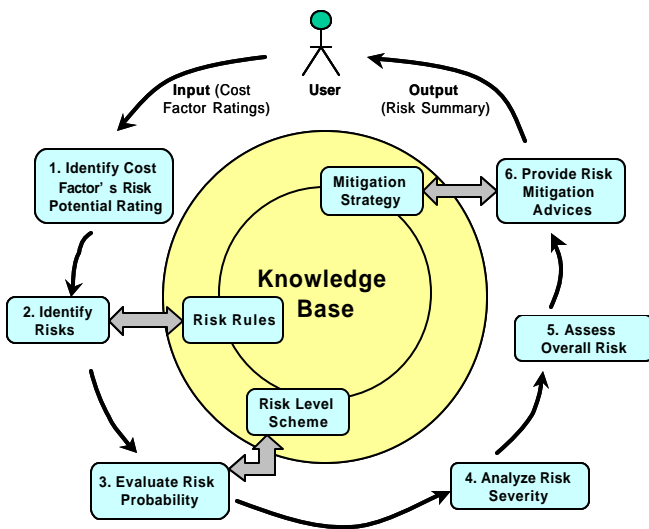 Input (Cost
Factor Ratings)
User
Output
(Risk Summary)
1. Identify Cost
Factor' s Risk
Potential Rating
Mitigation
Strategy
6. Provide Risk
Mitigation
Advices
Knowledge
Base
2. Identify
Risks
Risk Rules
5. Assess
Overall Risk
Risk Level
Scheme
3. Evaluate Risk
Probability
4. Analyze Risk
Severity